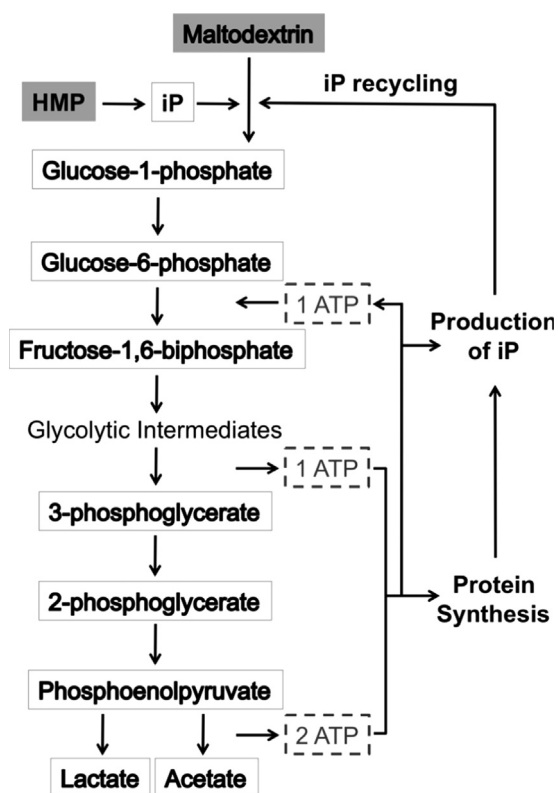 Maltodextrin
iP recycling
HMP
iP
Glucose-1-phosphate
Glucose-6-phosphate
1 ATP
Production
of iP
Fructose-1,6-biphosphate
Glycolytic Intermediates
1 ATP
3-phosphoglycerate
Protein
Synthesis
2-phosphoglycerate
Phosphoenolpyruvate
2 ATP
Lactate
Acetate